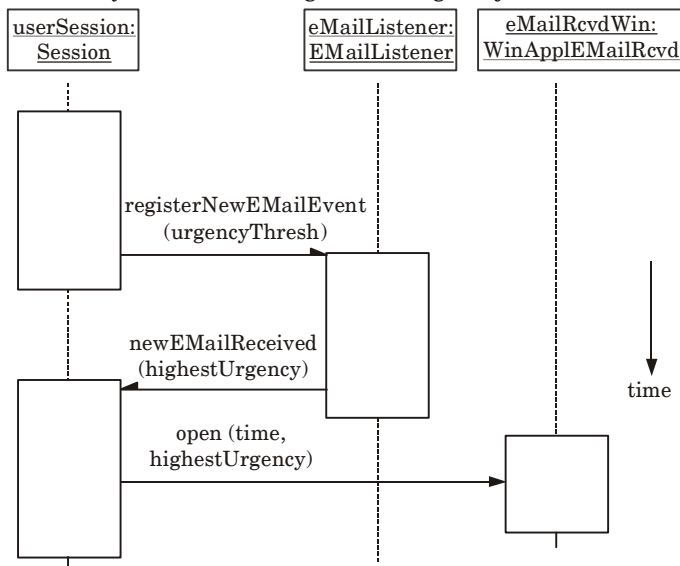 userSession:
Session
eMailListener:
EMailListener
eMailRcvdWin:
WinApplEMailRcvd
registerNewEMailEvent
(urgencyThresh)
newEMailReceived
(highestUrgency)
time
open (time,
highestUrgency)